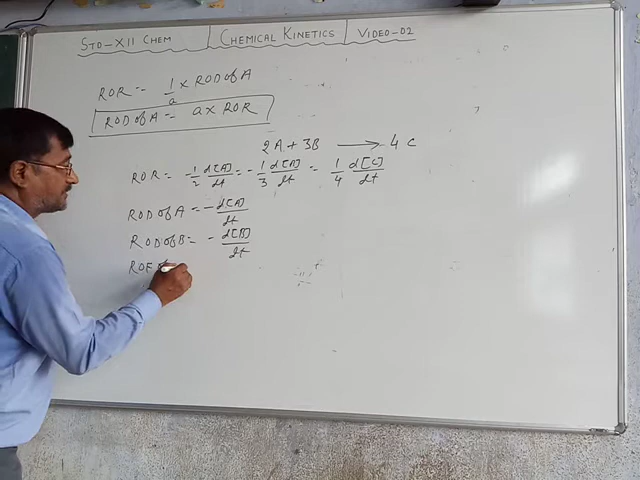 STD-XII CHEM | CHEMICAL KINETICS | VIDEO-02
ROR = 1/a × ROD of A
ROD of A = a × ROR
2A + 3B → 4C
ROR = -1/2 d[A]/dt = -1/3 d[A]/dt = 1/4 d[C]/dt
ROD of A = - d[A]/dt
ROD of B = - d[B]/dt
ROF